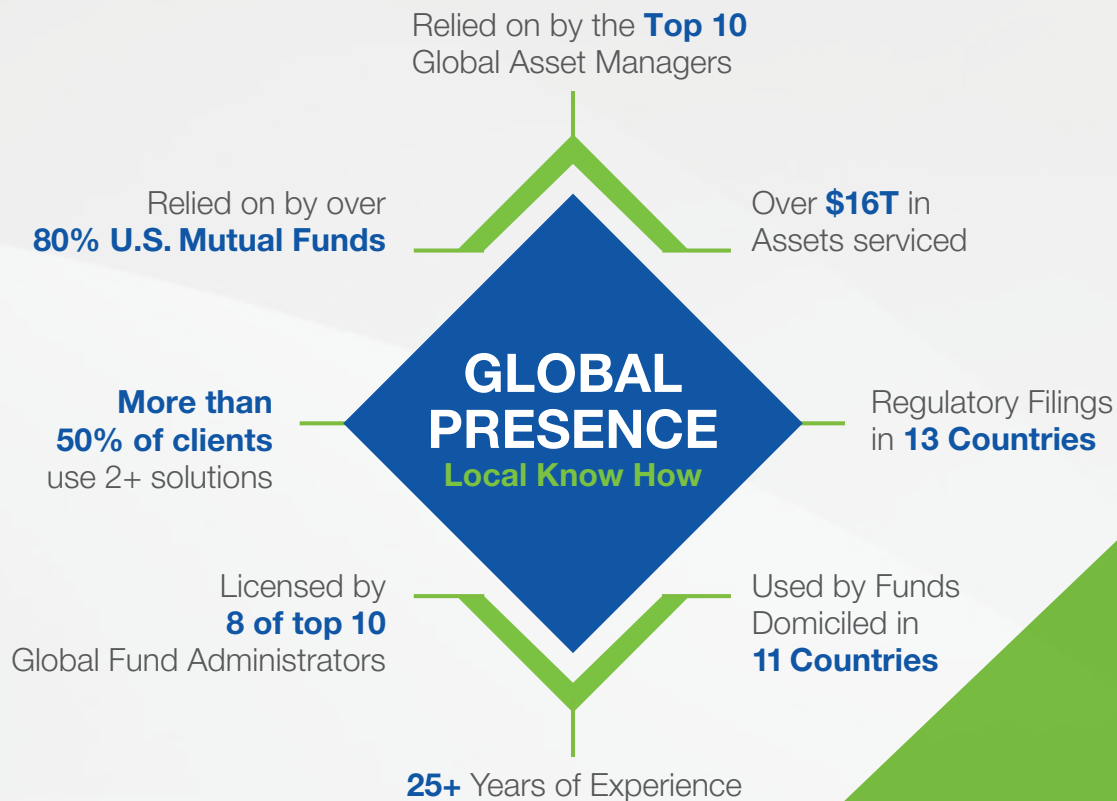 Relied on by the Top 10
Global Asset Managers
Relied on by over
80% U.S. Mutual Funds
Over $16T in
Assets serviced
GLOBAL
PRESENCE
Local Know How
More than
50% of clients
use 2+ solutions
Regulatory Filings
in 13 Countries
Licensed by
8 of top 10
Global Fund Administrators
Used by Funds
Domiciled in
11 Countries
25+ Years of Experience